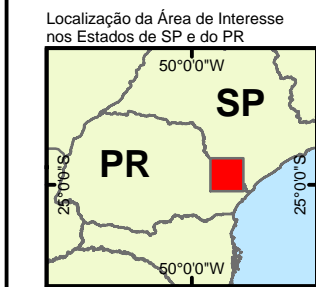 Localização da Área de Interesse
nos Estados de SP e do PR
50°0'0"W
SP
PR
25°0'0"S
25°0'0"S
50°0'0"W